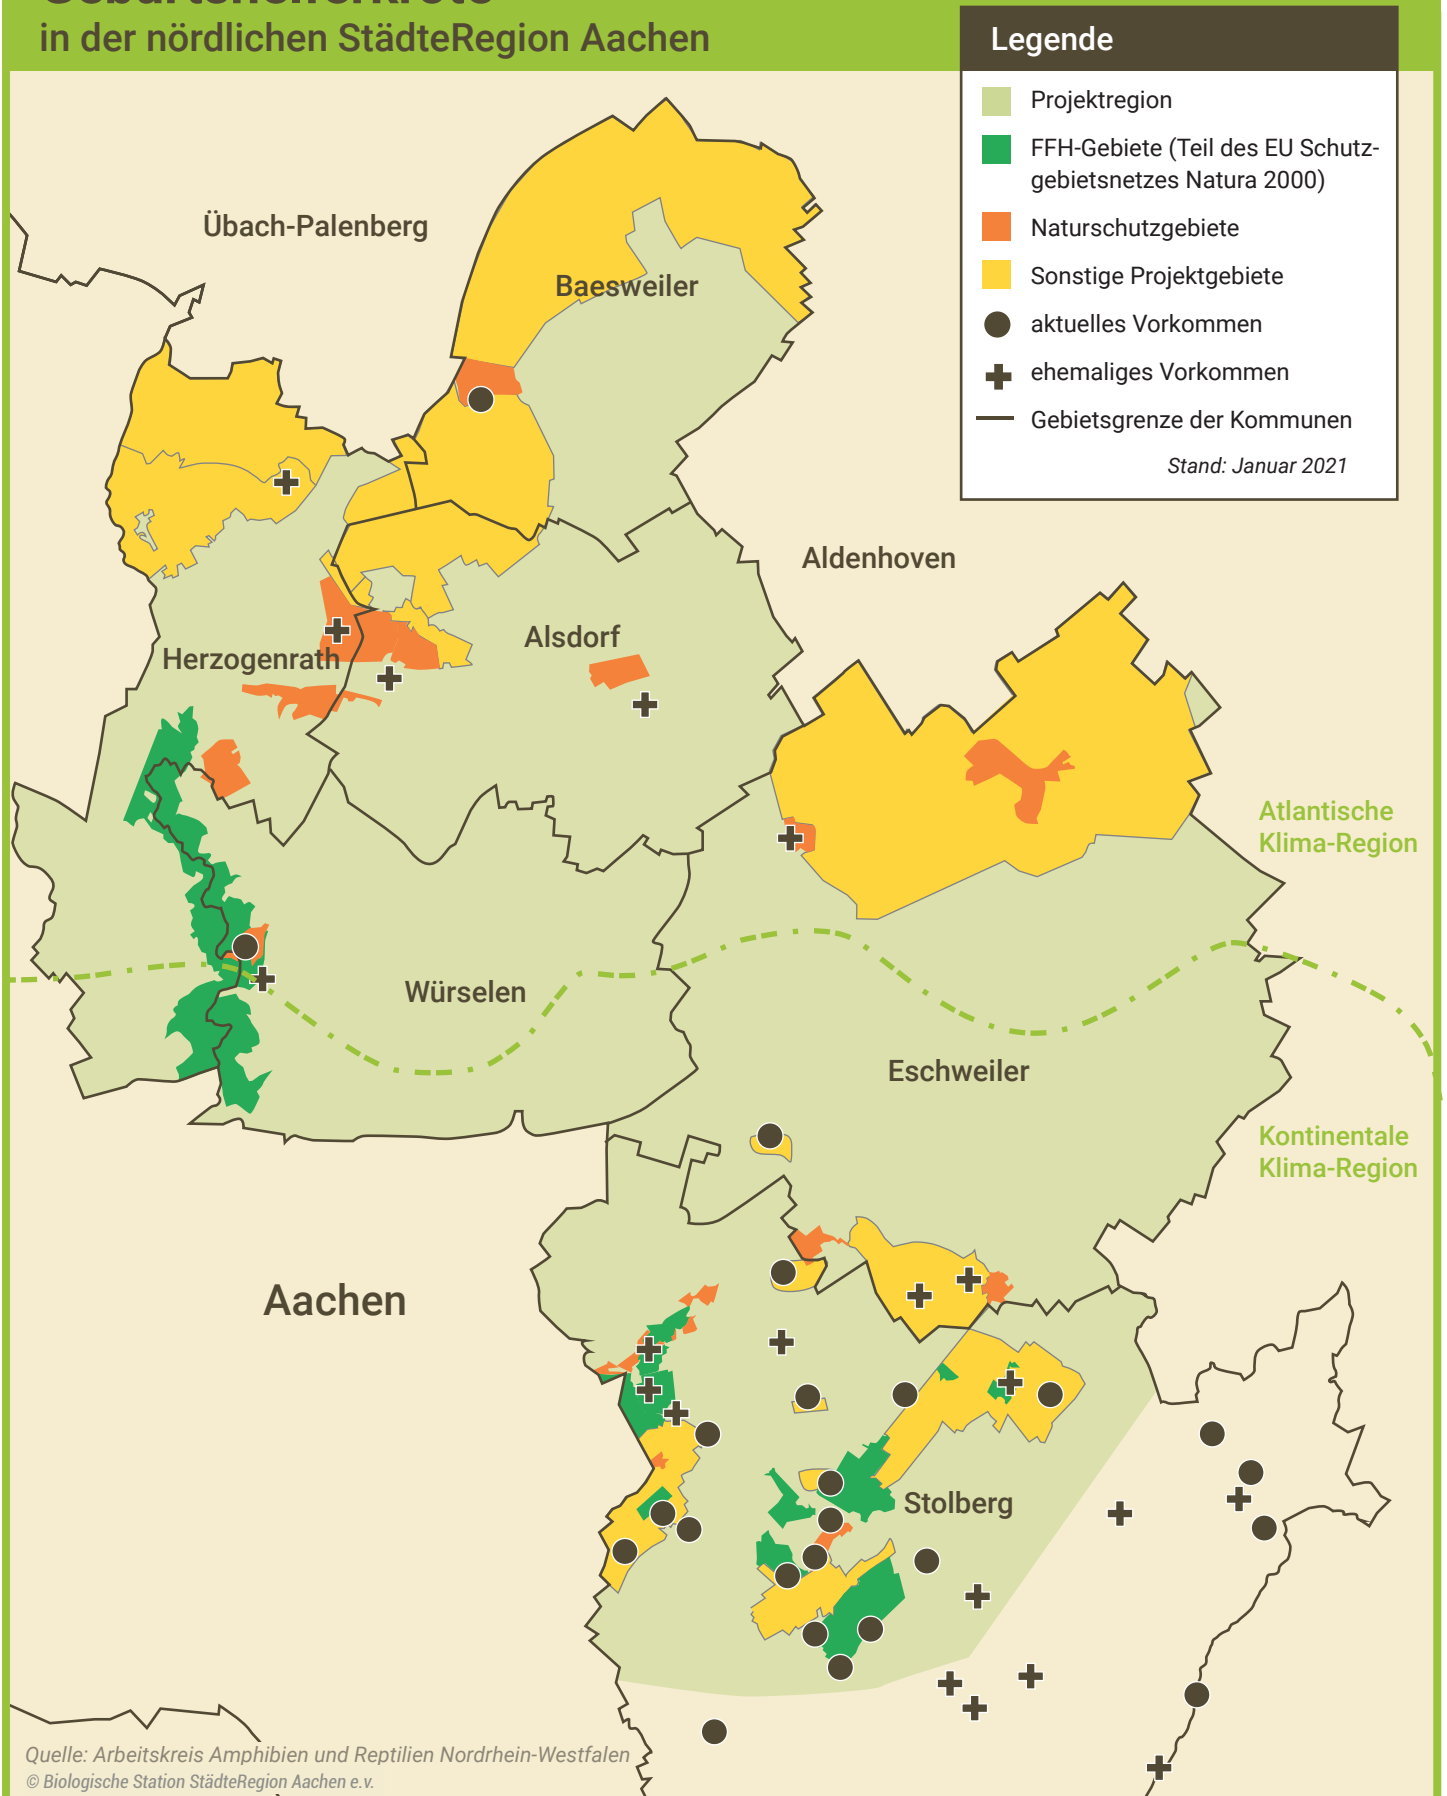 Geburtshelferkröte
in der nördlichen StädteRegion Aachen
Legende
Projektregion
FFH-Gebiete (Teil des EU Schutz-
gebietsnetzes Natura 2000)
Naturschutzgebiete
Sonstige Projektgebiete
aktuelles Vorkommen
ehemaliges Vorkommen
Gebietsgrenze der Kommunen
Stand: Januar 2021
Übach-Palenberg
Baesweiler
Aldenhoven
Alsdorf
Herzogenrath
Atlantische
Klima-Region
Würselen
Eschweiler
Kontinentale
Klima-Region
Aachen
Stolberg
Quelle: Arbeitskreis Amphibien und Reptilien Nordrhein-Westfalen
© Biologische Station StädteRegion Aachen e.v.